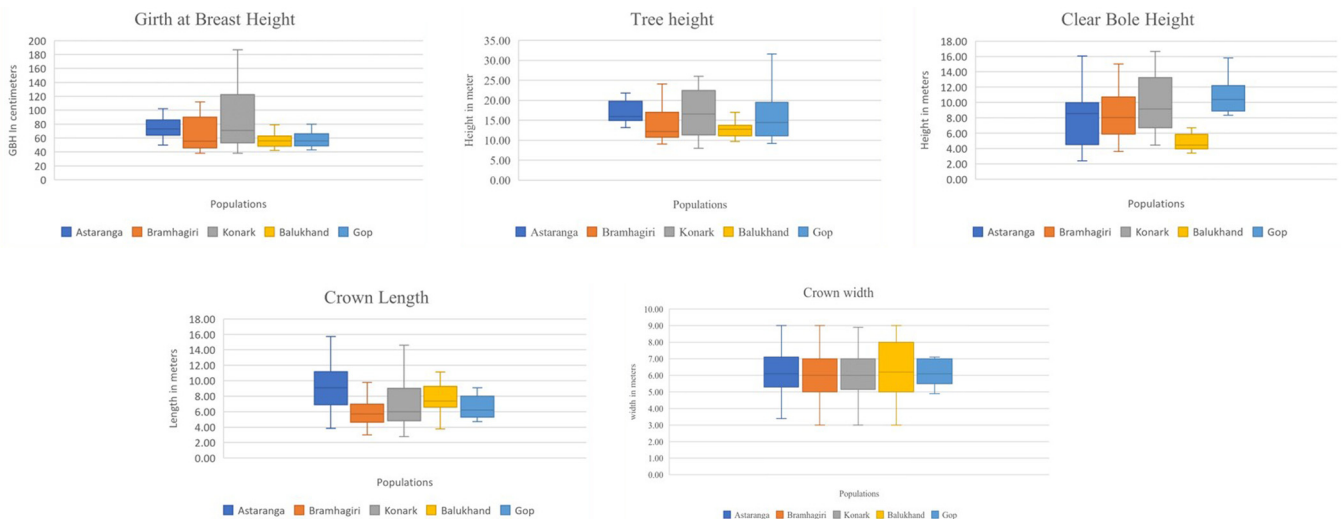 Girth at Breast Height
GBH In centimeters
200
180
160
140
120
100
80
60
40
20
0
Populations
Astaranga Bramhagiri Konark Balukhand Gop
Tree height
Height in meter
35.00
30.00
25.00
20.00
15.00
10.00
5.00
0.00
Populations
Astaranga Bramhagiri Konark Balukhand Gop
Clear Bole Height
Height in meters
18.00
16.00
14.00
12.00
10.00
8.00
6.00
4.00
2.00
0.00
Populations
Astaranga Bramhagiri Konark Balukhand Gop
Crown Length
Length in meters
18.00
16.00
14.00
12.00
10.00
8.00
6.00
4.00
2.00
0.00
Populations
Astaranga Bramhagiri Konark Balukhand Gop
Crown width
width in meters
10.00
9.00
8.00
7.00
6.00
5.00
4.00
3.00
2.00
1.00
0.00
Populations
Astaranga Bramhagiri Konark Balukhand Gop